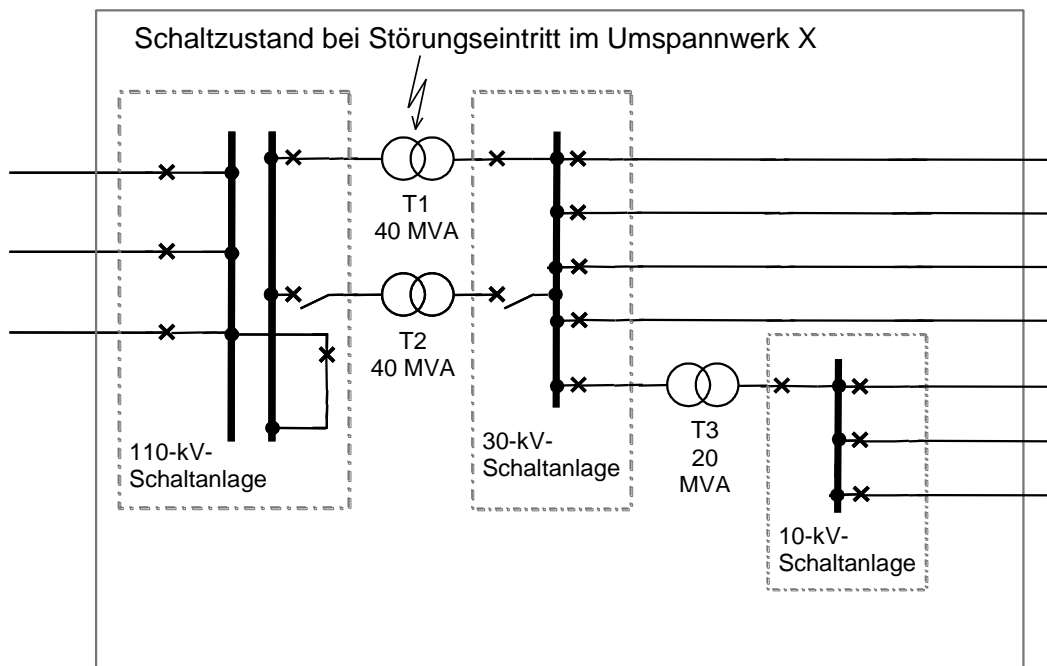 Schaltzustand bei Störungseintritt im Umspannwerk X
T1
40 MVA
T2
40 MVA
110-kV-
Schaltanlage
30-kV-
Schaltanlage
T3
20
MVA
10-kV-
Schaltanlage